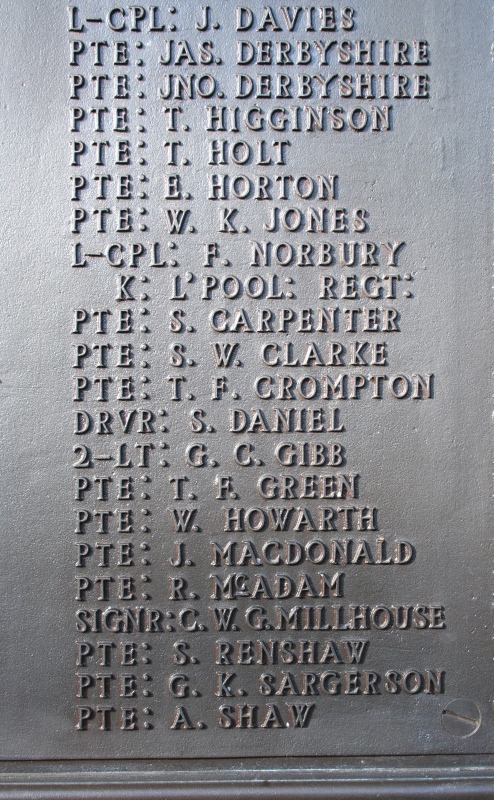 L-CPL: J. DAVIES
PTE: JAS. DERBYSHIRE
PTE: JNO. DERBYSHIRE
PTE: T. HIGGINSON
PTE: T. HOLT
PTE: E. HORTON
PTE: W. K. JONES
L-CPL: F. NORBURY
K: L'POOL: REGT:
PTE: S. CARPENTER
PTE: S. W. CLARKE
PTE: T. F. CROMPTON
DRVR: S. DANIEL
2-LT: G. C. GIBB
PTE: T. F. GREEN
PTE: W. HOWARTH
PTE: J. MACDONALD
PTE: R. McADAM
SIGNR: C. W. G. MILLHOUSE
PTE: S. RENSHAW
PTE: G. K. SARGERSON
PTE: A. SHAW